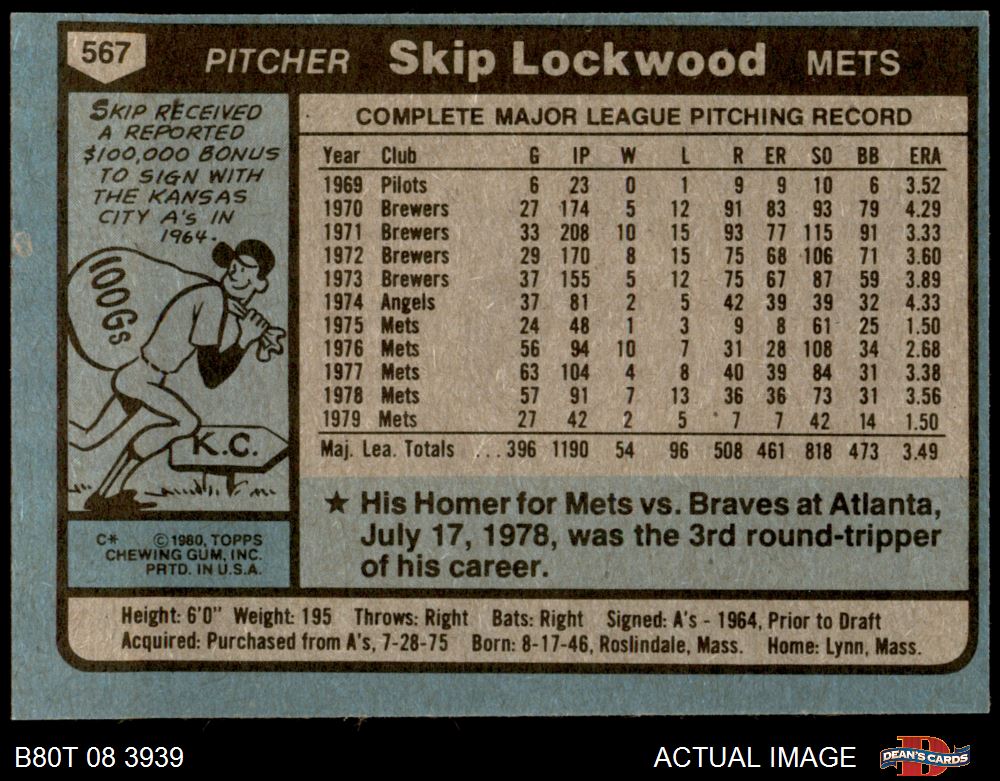 567 PITCHER Skip Lockwood METS
SKIP RECEIVED
A REPORTED
$100,000 BONUS
TO SIGN WITH
THE KANSAS
CITY A's IN
1964.
100Gs
K.C.
C* ©1980, TOPPS
CHEWING GUM, INC.
PRTD. IN U.S.A.
COMPLETE MAJOR LEAGUE PITCHING RECORD
Year Club G IP W L R ER SO BB ERA
1969 Pilots 6 23 0 1 9 9 10 6 3.52
1970 Brewers 27 174 5 12 91 83 93 79 4.29
1971 Brewers 33 208 10 15 93 77 115 91 3.33
1972 Brewers 29 170 8 15 75 68 106 71 3.60
1973 Brewers 37 155 5 12 75 67 87 59 3.89
1974 Angels 37 81 2 5 42 39 39 32 4.33
1975 Mets 24 48 1 3 9 8 61 25 1.50
1976 Mets 56 94 10 7 31 28 108 34 2.68
1977 Mets 63 104 4 8 40 39 84 31 3.38
1978 Mets 57 91 7 13 36 36 73 31 3.56
1979 Mets 27 42 2 5 7 7 42 14 1.50
Maj. Lea. Totals ... 396 1190 54 96 508 461 818 473 3.49
★ His Homer for Mets vs. Braves at Atlanta,
July 17, 1978, was the 3rd round-tripper
of his career.
Height: 6'0" Weight: 195 Throws: Right Bats: Right Signed: A's - 1964, Prior to Draft
Acquired: Purchased from A's, 7-28-75 Born: 8-17-46, Roslindale, Mass. Home: Lynn, Mass.
B80T 08 3939 ACTUAL IMAGE DEAN'S CARDS